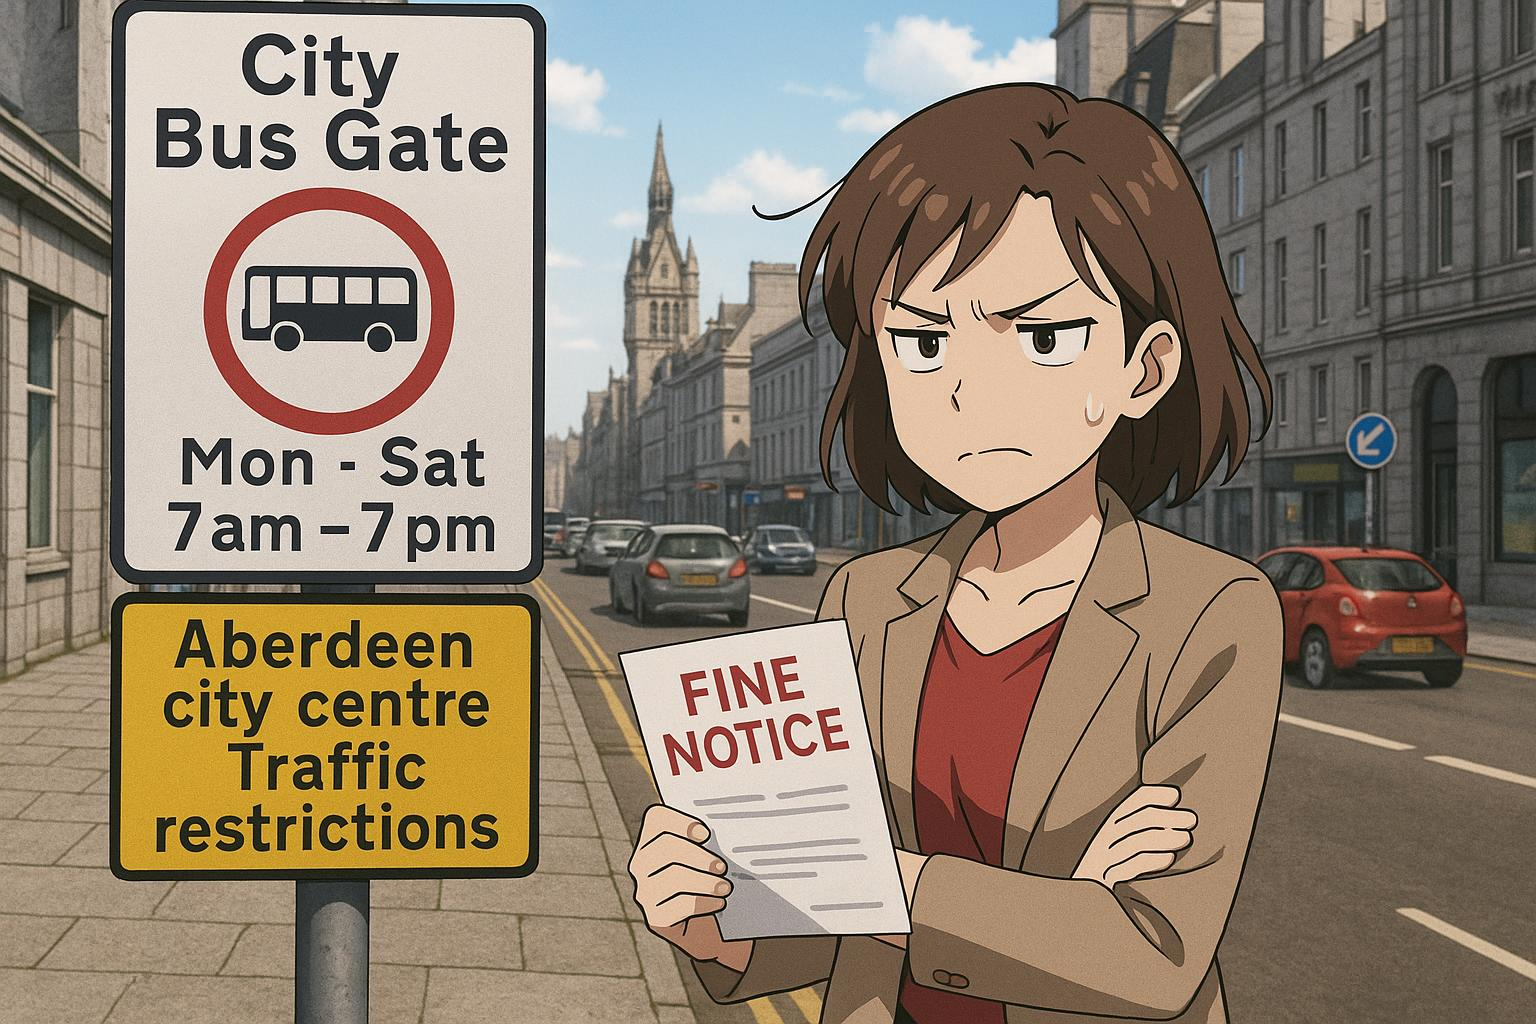 City
Bus Gate
Mon - Sat
7am – 7pm
Aberdeen
city centre
Traffic
restrictions
FINE
NOTICE